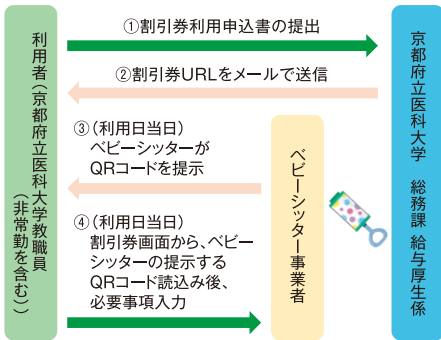 ①割引券利用申込書の提出
②割引券URLをメールで送信
③（利用日当日）
ベビーシッターが
QRコードを提示
④（利用日当日）
割引券画面から、ベビー
シッターの提示する
QRコード読込み後、
必要事項入力
利用者（京都府立医科大学教職員
（非常勤を含む））
ベビーシッター事業者
京都府立医科大学　総務課 給与厚生係